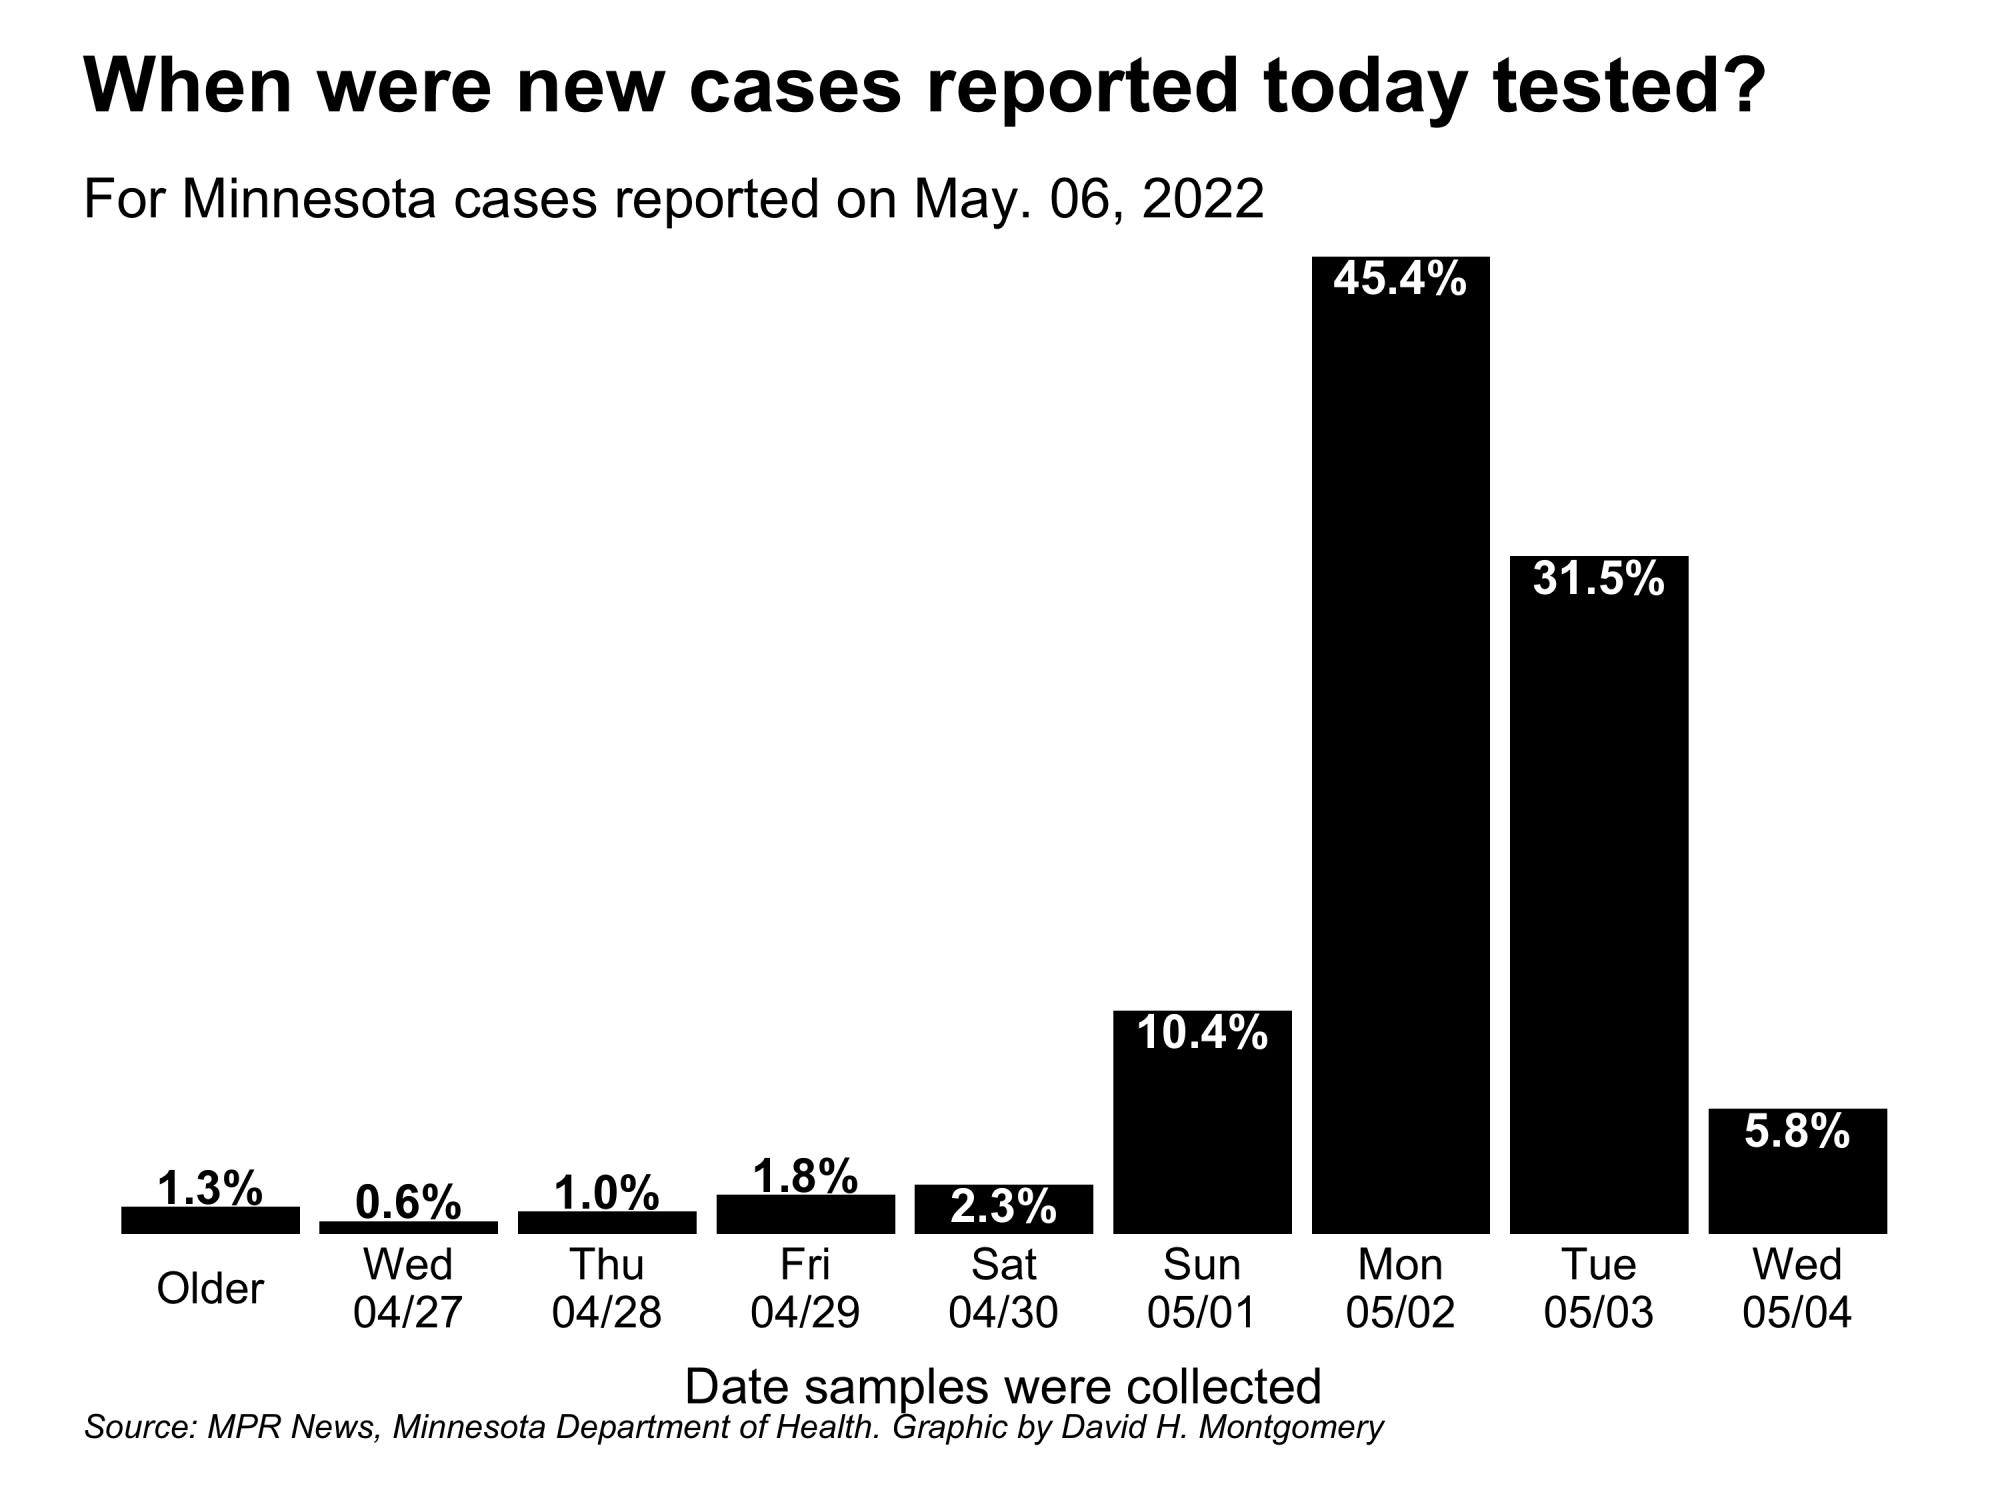 When were new cases reported today tested?
For Minnesota cases reported on May. 06, 2022
45.4%
31.5%
10.4%
5.8%
1.3%
0.6%
1.0%
1.8%
2.3%
Older
Wed
04/27
Thu
04/28
Fri
04/29
Sat
04/30
Sun
05/01
Mon
05/02
Tue
05/03
Wed
05/04
Date samples were collected
Source: MPR News, Minnesota Department of Health. Graphic by David H. Montgomery